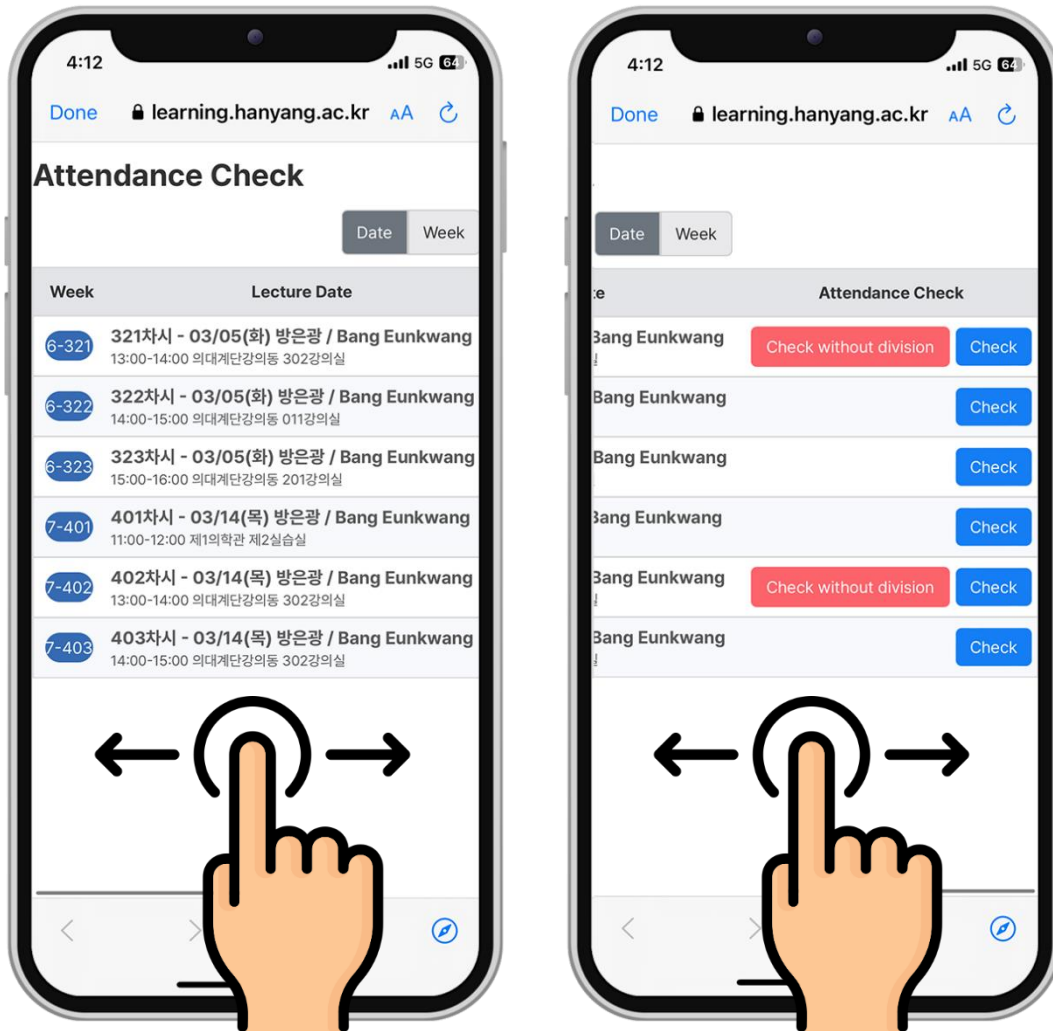 4:12
5G 64
Done learning.hanyang.ac.kr AA
Attendance Check
Date Week
Week Lecture Date
6-321 321차시 - 03/05(화) 방은광 / Bang Eunkwang
13:00-14:00 의대계단강의동 302강의실
6-322 322차시 - 03/05(화) 방은광 / Bang Eunkwang
14:00-15:00 의대계단강의동 011강의실
6-323 323차시 - 03/05(화) 방은광 / Bang Eunkwang
15:00-16:00 의대계단강의동 201강의실
7-401 401차시 - 03/14(목) 방은광 / Bang Eunkwang
11:00-12:00 제1의학관 제2실습실
7-402 402차시 - 03/14(목) 방은광 / Bang Eunkwang
13:00-14:00 의대계단강의동 302강의실
7-403 403차시 - 03/14(목) 방은광 / Bang Eunkwang
14:00-15:00 의대계단강의동 302강의실
4:12
5G 64
Done learning.hanyang.ac.kr AA
Date Week
Attendance Check
Bang Eunkwang Check without division Check
Bang Eunkwang Check
Bang Eunkwang Check
Bang Eunkwang Check
Bang Eunkwang Check without division Check
Bang Eunkwang Check